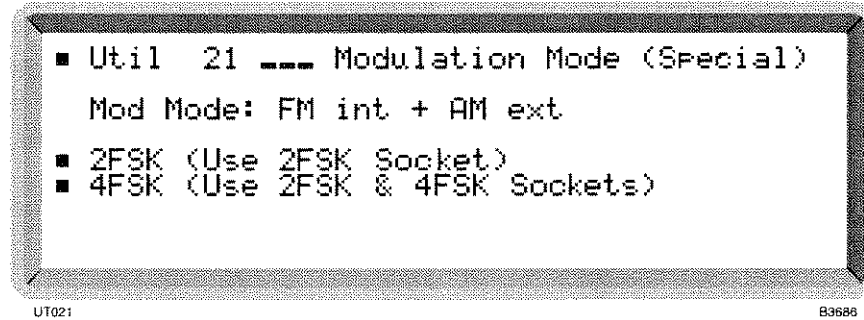 ▪ Util 21 ___ Modulation Mode (Special)
Mod Mode: FM int + AM ext
▪ 2FSK (Use 2FSK Socket)
▪ 4FSK (Use 2FSK & 4FSK Sockets)
UT021 B3686